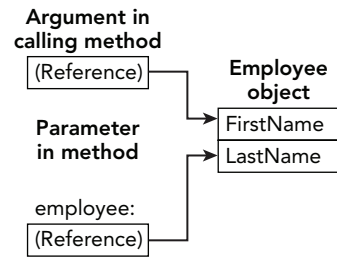 Argument in
calling method
(Reference)
Employee
object
FirstName
LastName
Parameter
in method
employee:
(Reference)